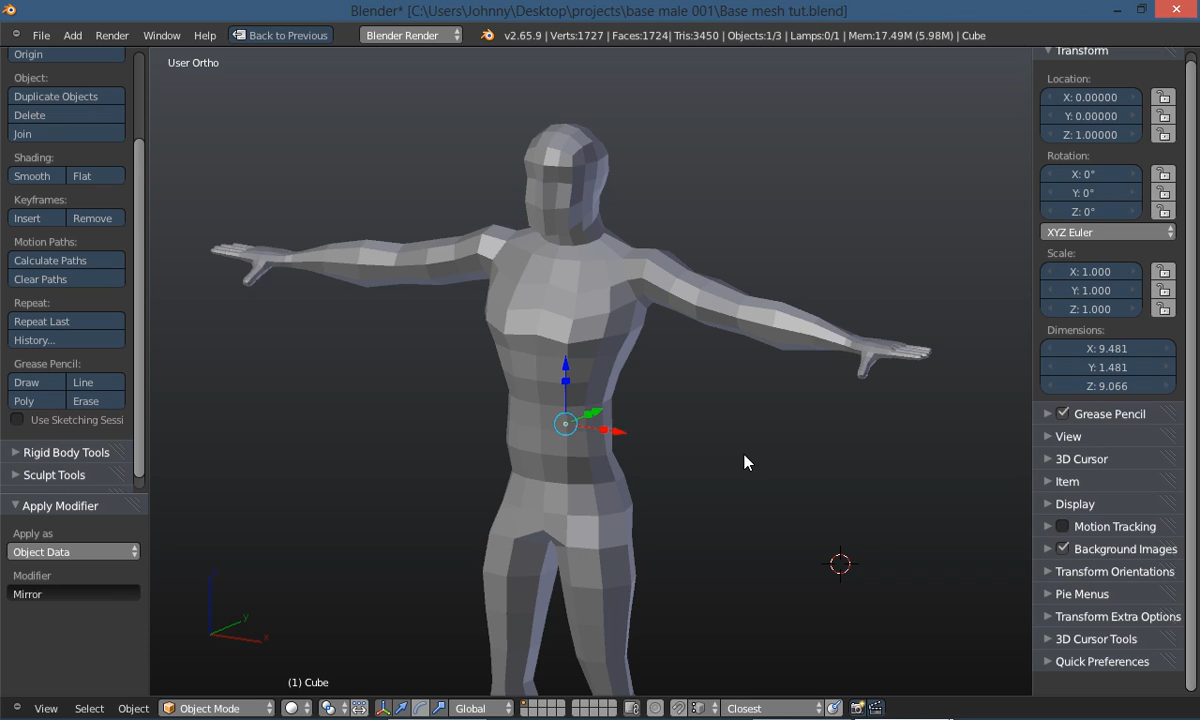 Blender* [C:\Users\Johnny\Desktop\projects\base male 001\Base mesh tut.blend]
File Add Render Window Help Back to Previous Blender Render v2.65.9 | Verts:1727 | Faces:1724| Tris:3450 | Objects:1/3 | Lamps:0/1 | Mem:17.49M (5.98M) | Cube
Origin
Object:
Duplicate Objects
Delete
Join
Shading:
Smooth Flat
Keyframes:
Insert Remove
Motion Paths:
Calculate Paths
Clear Paths
Repeat:
Repeat Last
History...
Grease Pencil:
Draw Line
Poly Erase
Use Sketching Sessi
Rigid Body Tools
Sculpt Tools
Apply Modifier
Apply as
Object Data
Modifier
Mirror
User Ortho
z
y
x
(1) Cube
Transform
Location:
X: 0.00000
Y: 0.00000
Z: 1.00000
Rotation:
X: 0°
Y: 0°
Z: 0°
XYZ Euler
Scale:
X: 1.000
Y: 1.000
Z: 1.000
Dimensions:
X: 9.481
Y: 1.481
Z: 9.066
Grease Pencil
View
3D Cursor
Item
Display
Motion Tracking
Background Images
Transform Orientations
Pie Menus
Transform Extra Options
3D Cursor Tools
Quick Preferences
View Select Object Object Mode Global Closest